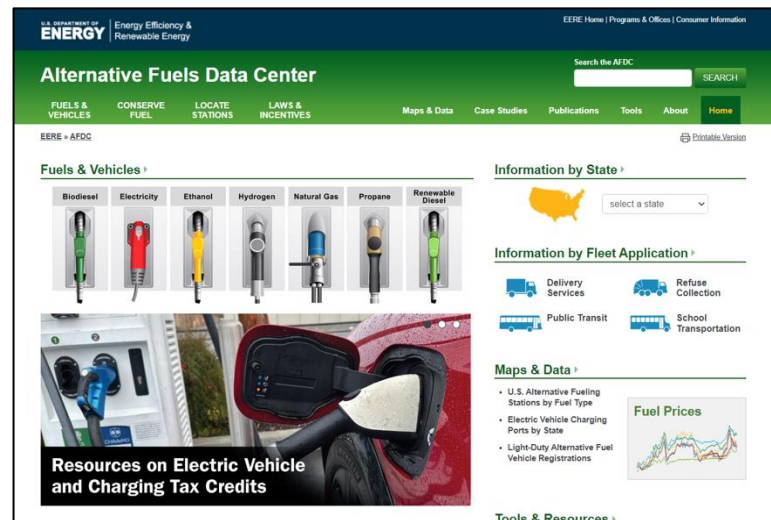 U.S. DEPARTMENT OF
ENERGY
Energy Efficiency &
Renewable Energy
EERE Home | Programs & Offices | Consumer Information
Alternative Fuels Data Center
Search the AFDC
SEARCH
FUELS &
VEHICLES
CONSERVE
FUEL
LOCATE
STATIONS
LAWS &
INCENTIVES
Maps & Data
Case Studies
Publications
Tools
About
Home
EERE » AFDC
Printable Version
Fuels & Vehicles
Biodiesel
Electricity
Ethanol
Hydrogen
Natural Gas
Propane
Renewable
Diesel
1
2
Resources on Electric Vehicle
and Charging Tax Credits
Information by State
select a state
Information by Fleet Application
Delivery
Services
Refuse
Collection
Public Transit
School
Transportation
Maps & Data
• U.S. Alternative Fueling
Stations by Fuel Type
• Electric Vehicle Charging
Ports by State
• Light-Duty Alternative Fuel
Vehicle Registrations
Fuel Prices
Tools & Resources